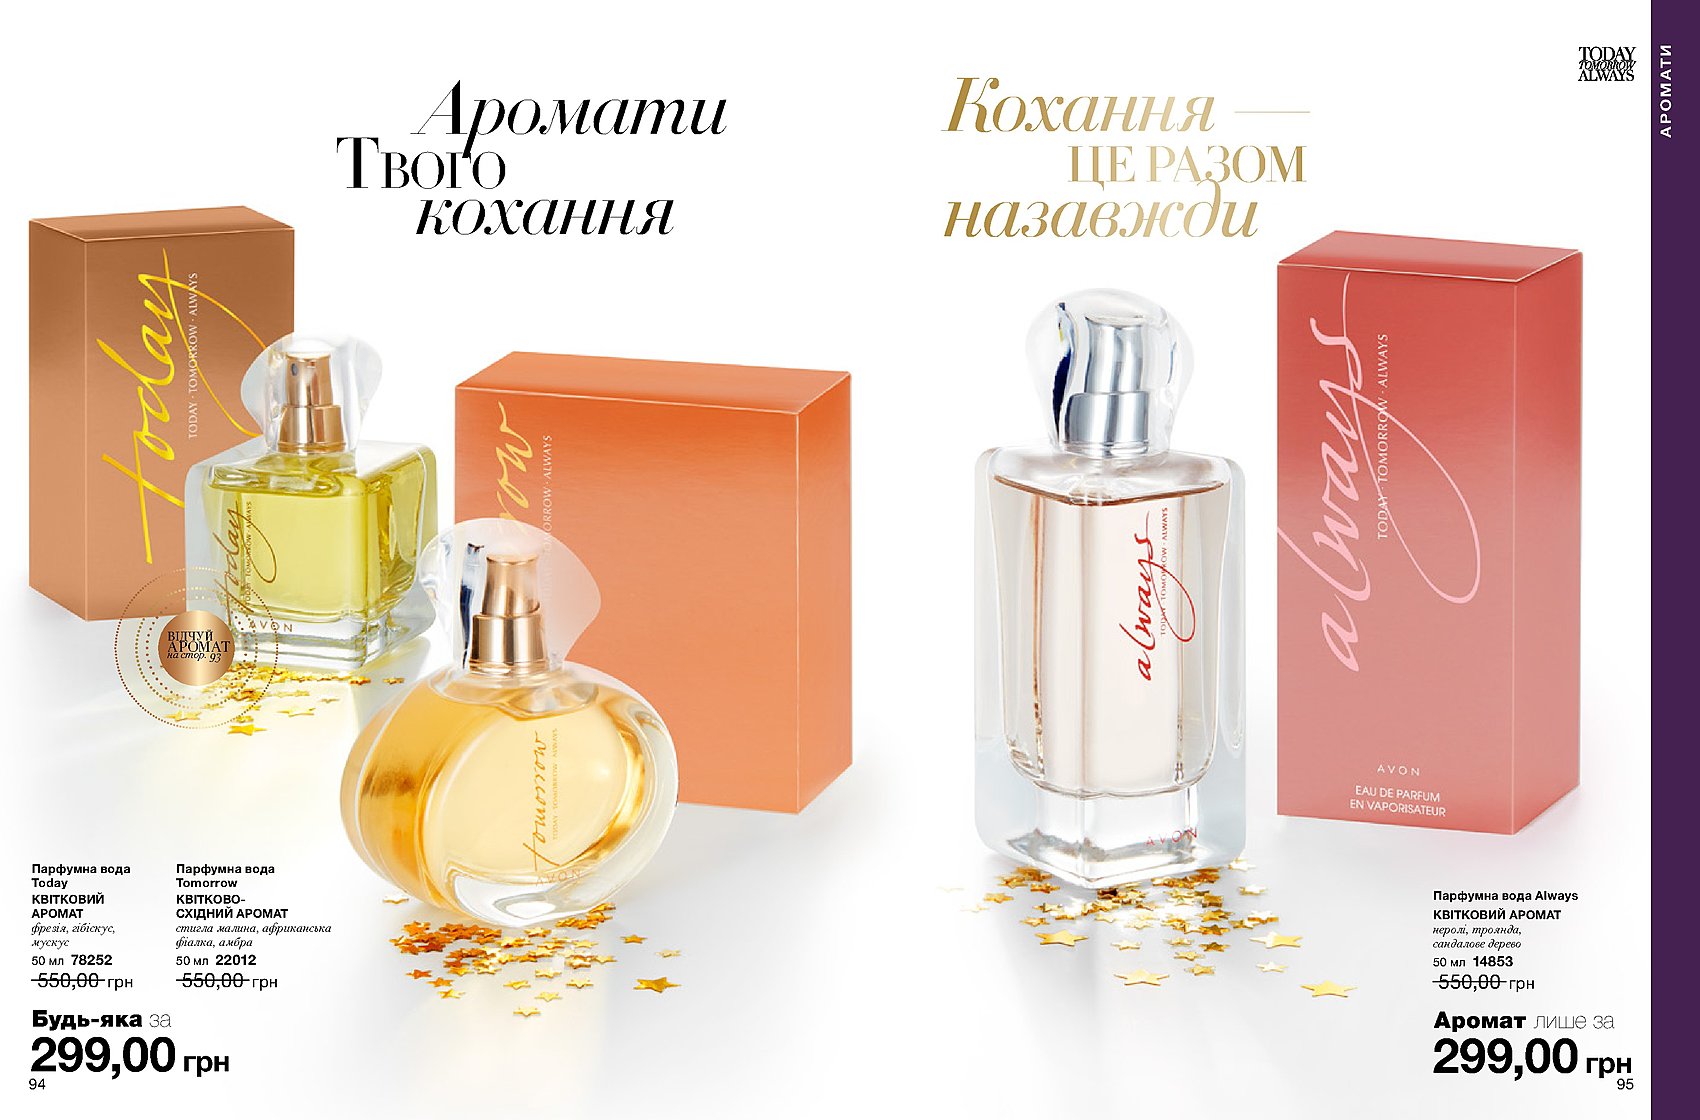 Аромати
Твого
кохання
Кохання —
ЦЕ РАЗОМ
назавжди
TODAY
TOMORROW
ALWAYS
АРОМАТИ
today
TODAY · TOMORROW · ALWAYS
today
TODAY · TOMORROW · ALWAYS
AVON
ВІДЧУЙ
АРОМАТ
на стор. 93
TOMORROW · ALWAYS
tomorrow
TODAY · TOMORROW · ALWAYS
AVON
always
TODAY · TOMORROW · ALWAYS
AVON
always
TODAY · TOMORROW · ALWAYS
AVON
EAU DE PARFUM
EN VAPORISATEUR
Парфумна вода
Today
КВІТКОВИЙ
АРОМАТ
фрезія, гібіскус,
мускус
50 мл 78252
550,00 грн
Парфумна вода
Tomorrow
КВІТКОВО-
СХІДНИЙ АРОМАТ
стигла малина, африканська
фіалка, амбра
50 мл 22012
550,00 грн
Будь-яка за
299,00 грн
94
Парфумна вода Always
КВІТКОВИЙ АРОМАТ
неролі, троянда,
сандалове дерево
50 мл 14853
550,00 грн
Аромат лише за
299,00 грн
95